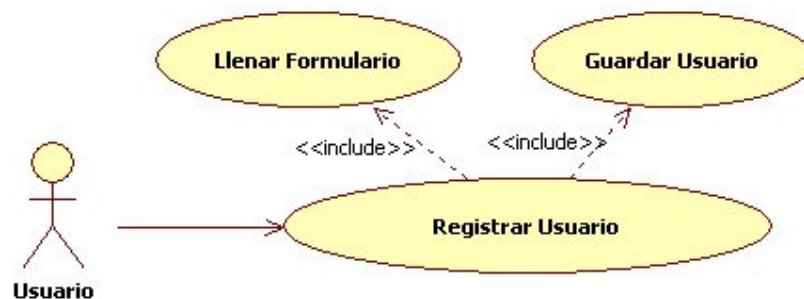 Llenar Formulario
Guardar Usuario
<<include>>
<<include>>
Registrar Usuario
Usuario